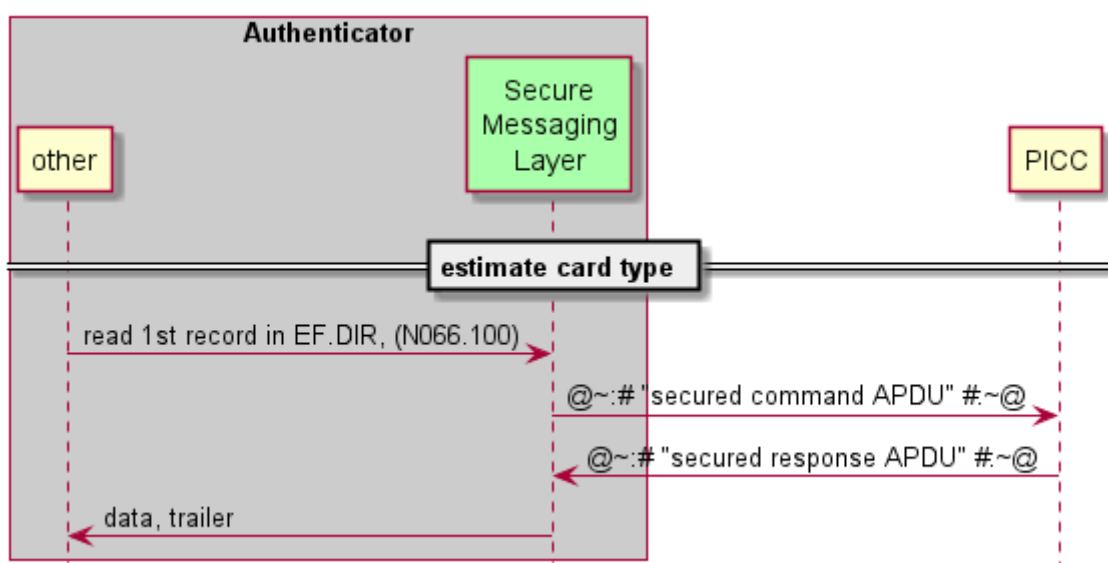 Authenticator
Secure
Messaging
Layer
other
PICC
estimate card type
read 1st record in EF.DIR, (N066.100)
@~:# "secured command APDU" #:~@
@~:# "secured response APDU" #:~@
data, trailer